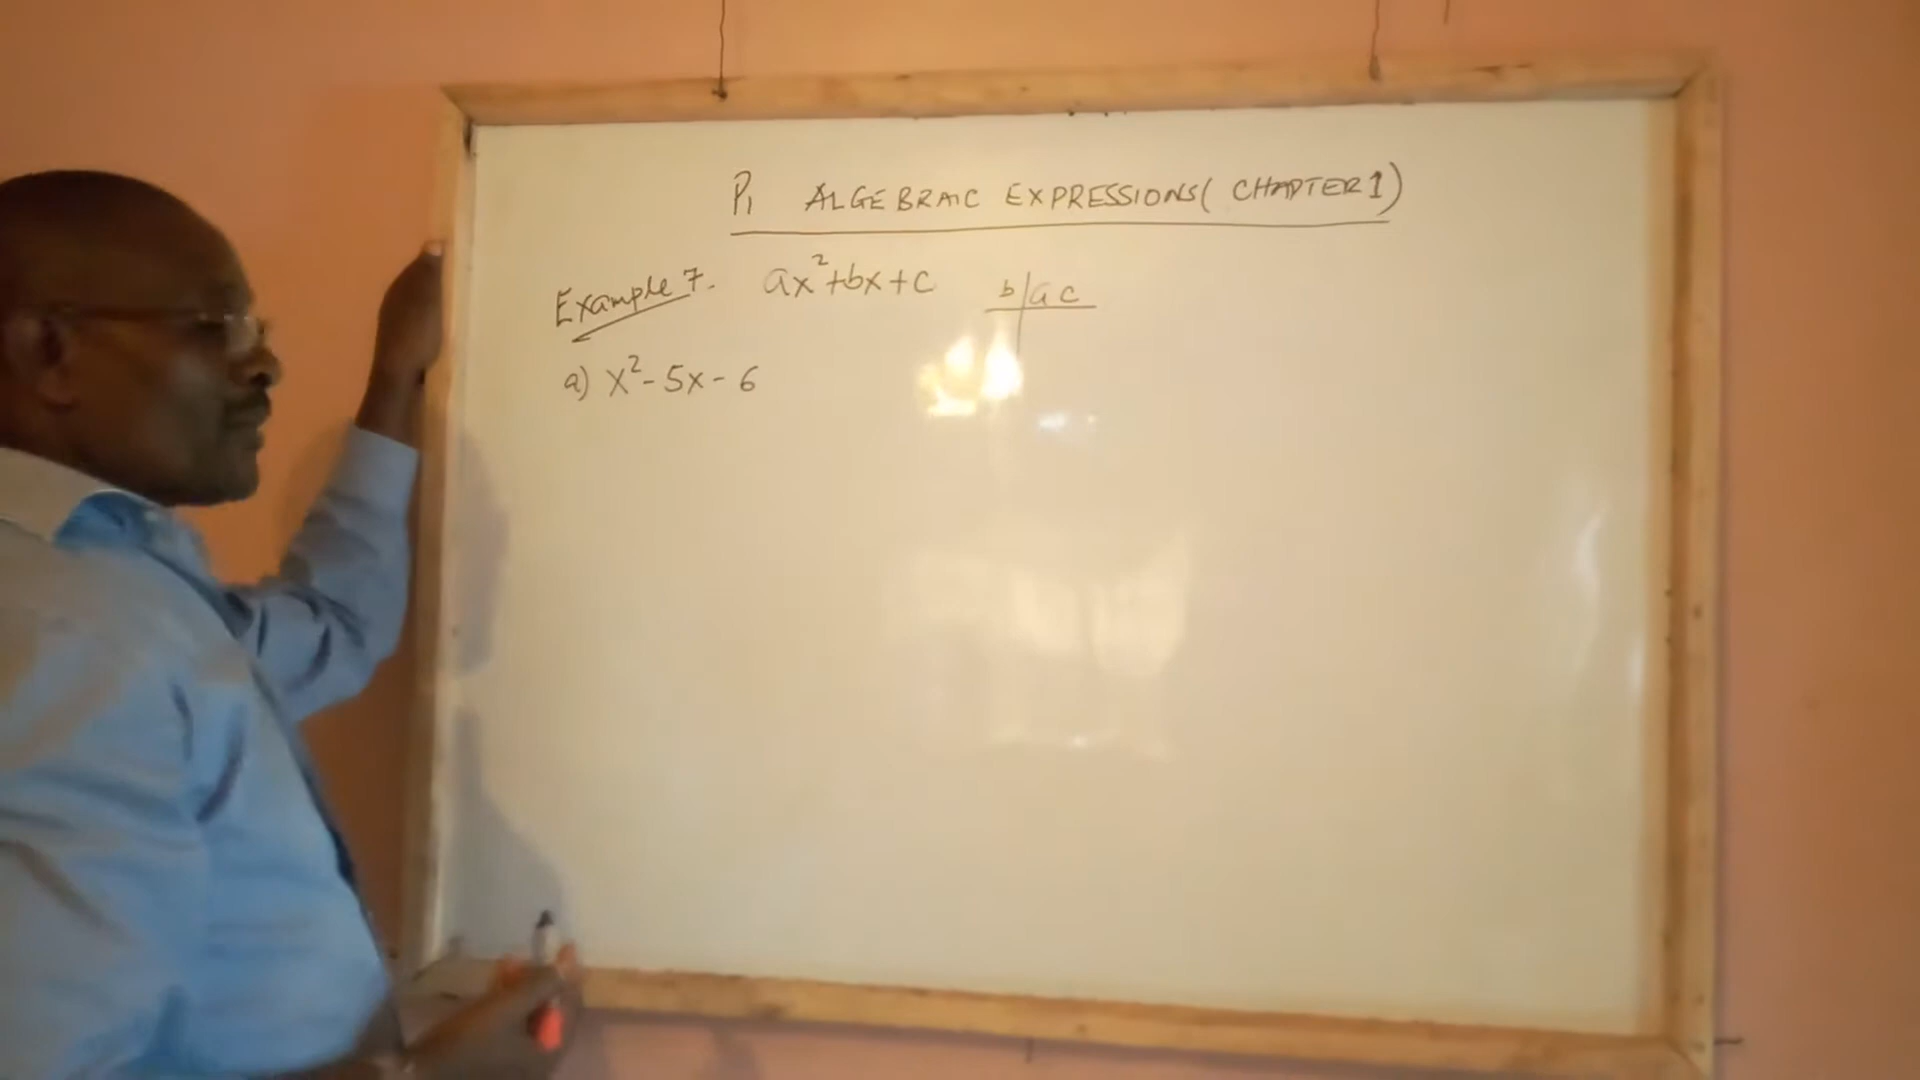 P₁ ALGEBRAIC EXPRESSIONS( CHAPTER 1)
Example 7. ax²+bx+c b|ac
a) x²-5x-6